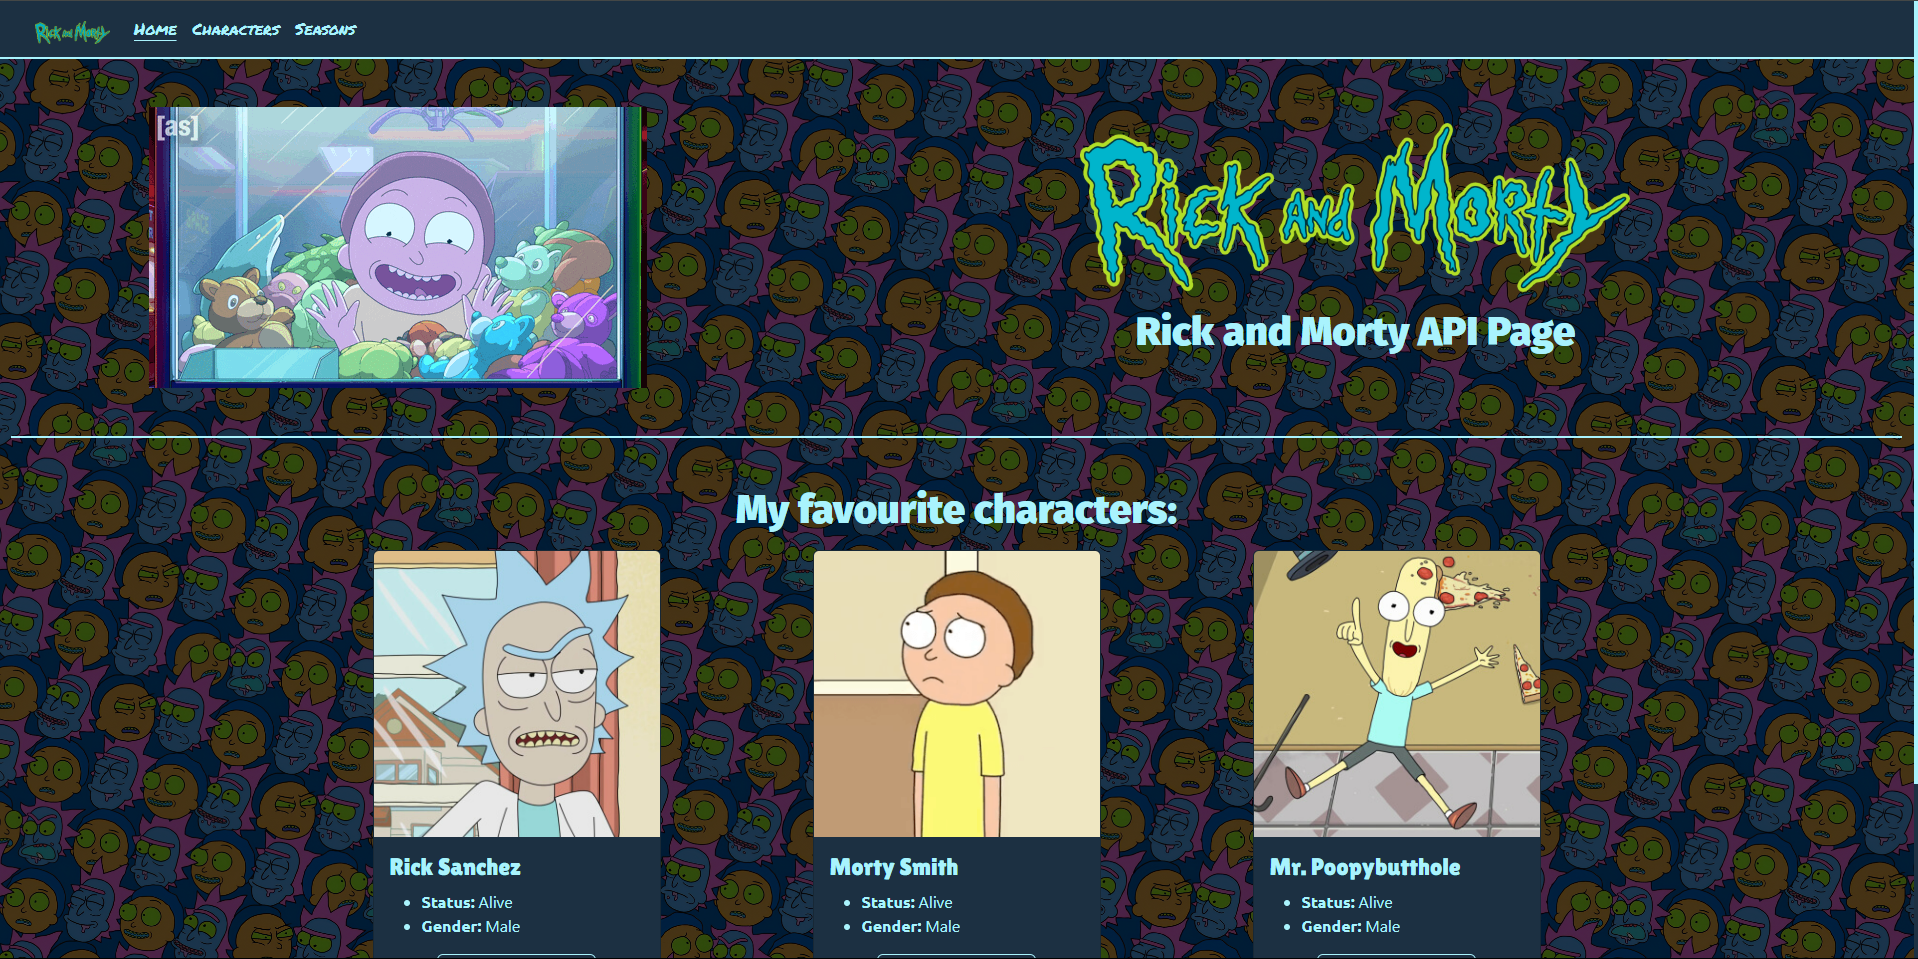 Rick and Morty
Home Characters Seasons
[as]
Rick and Morty
Rick and Morty API Page
My favourite characters:
Rick Sanchez
Status: Alive
Gender: Male
Morty Smith
Status: Alive
Gender: Male
Mr. Poopybutthole
Status: Alive
Gender: Male